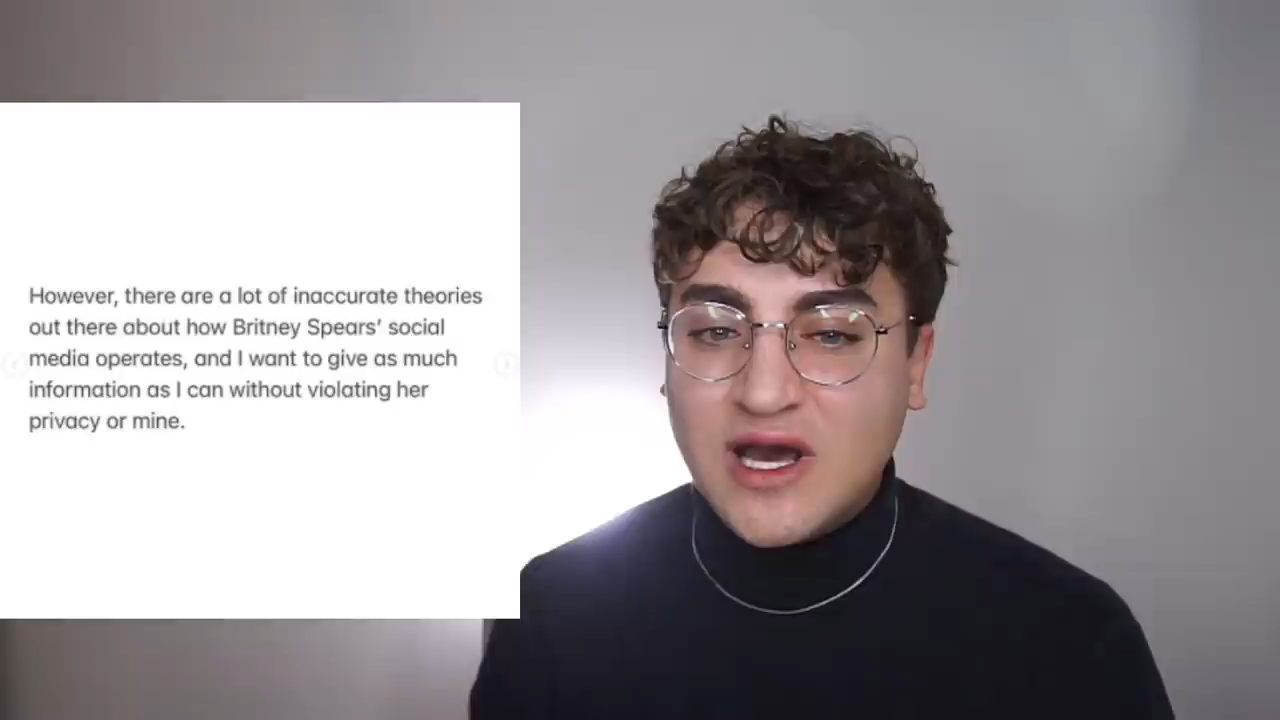 However, there are a lot of inaccurate theories
out there about how Britney Spears’ social
media operates, and I want to give as much
information as I can without violating her
privacy or mine.